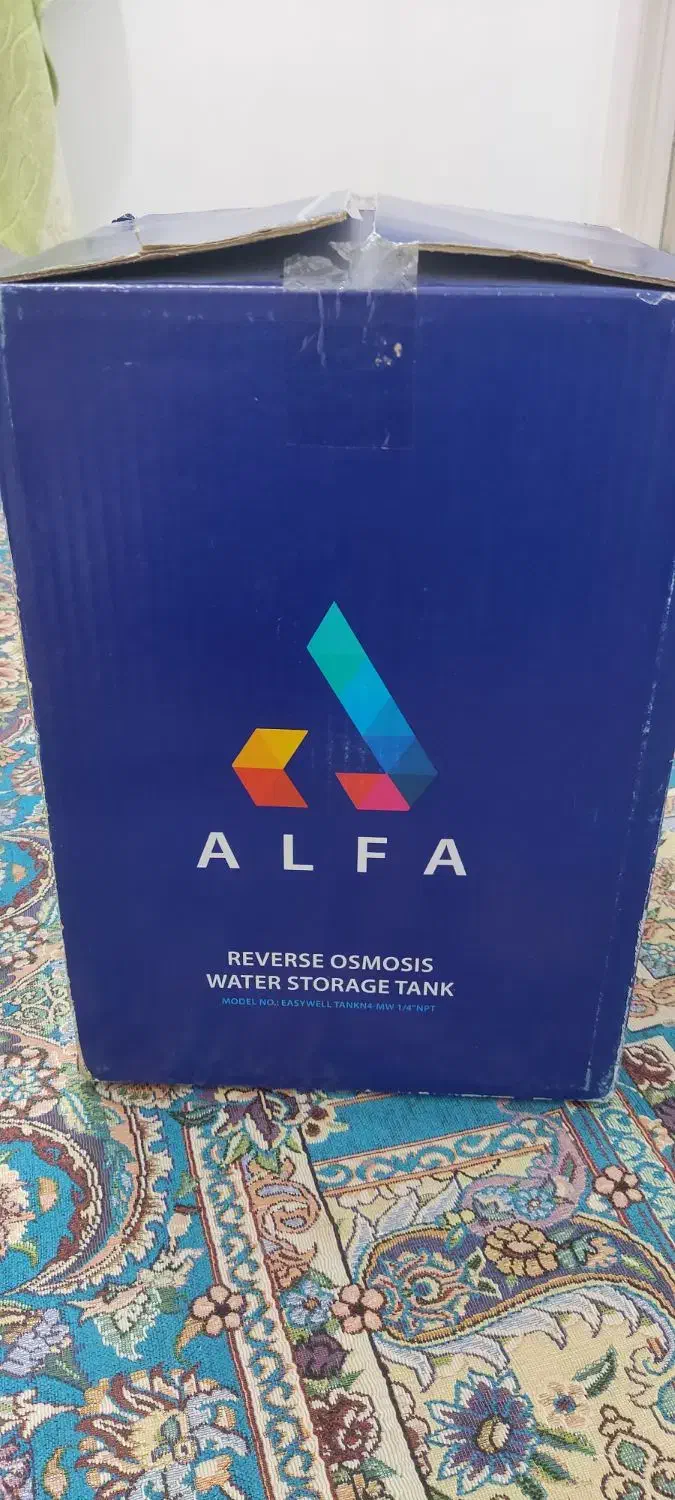 ALFA
REVERSE OSMOSIS
WATER STORAGE TANK
MODEL NO.: EASYWELL TANKN4-MW 1/4"NPT